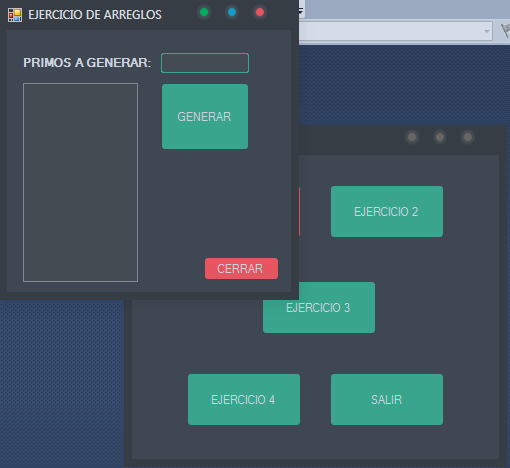 EJERCICIO DE ARREGLOS
PRIMOS A GENERAR:
GENERAR
CERRAR
EJERCICIO 2
EJERCICIO 3
EJERCICIO 4
SALIR